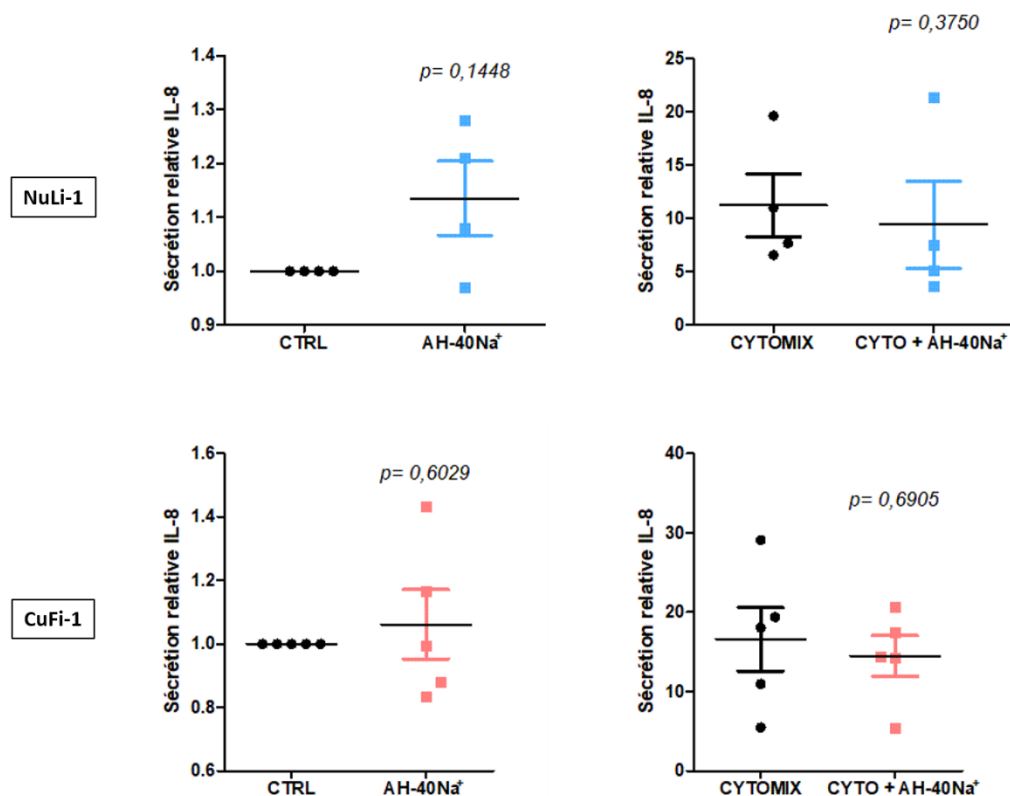 NuLi-1
Sécrétion relative IL-8
1.4
1.3
1.2
1.1
1.0
0.9
p= 0,1448
CTRL
AH-40Na⁺
Sécrétion relative IL-8
25
20
15
10
5
0
p= 0,3750
CYTOMIX
CYTO + AH-40Na⁺
CuFi-1
Sécrétion relative IL-8
1.6
1.4
1.2
1.0
0.8
0.6
p= 0,6029
CTRL
AH-40Na⁺
Sécrétion relative IL-8
40
30
20
10
0
p= 0,6905
CYTOMIX
CYTO + AH-40Na⁺